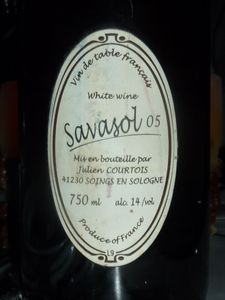 Vin de table français
White wine
Savasol 05
Mis en bouteille par
Julien COURTOIS
41230 SOINGS EN SOLOGNE
750 ml alc. 14 /vol.
Produce of France
L9